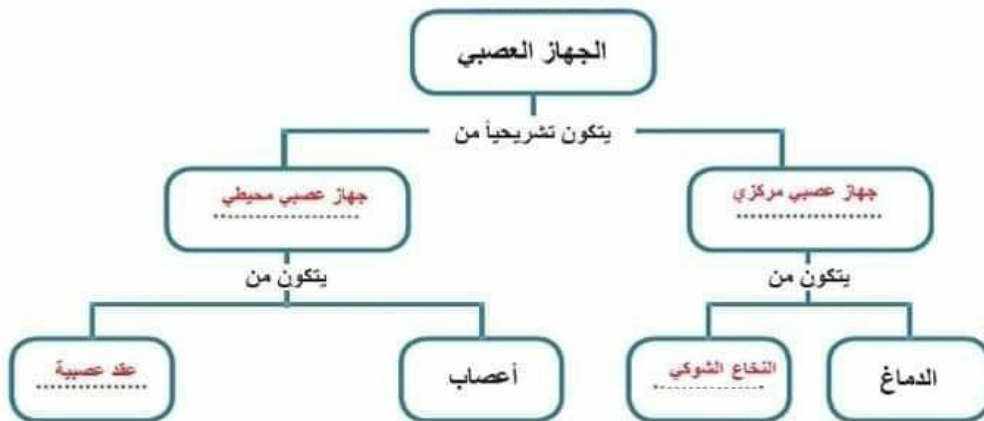 الجهاز العصبي
يتكون تشريحياً من
جهاز عصبي مركزي
جهاز عصبي محيطي
يتكون من
يتكون من
الدماغ
النخاع الشوكي
أعصاب
عقد عصبية